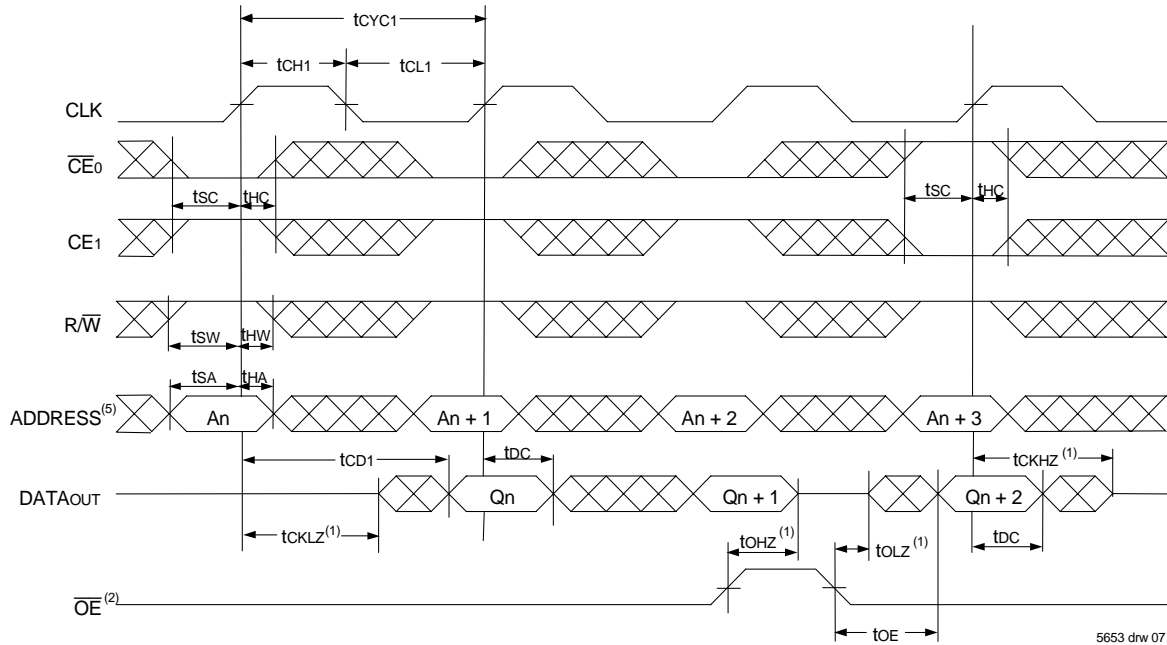 tCYC1
tCH1
tCL1
CLK
CE0
tSC
tHC
tSC
tHC
CE1
R/W
tSW
tHW
tSA
tHA
ADDRESS(5)
An
An + 1
An + 2
An + 3
tCD1
tDC
tCKHZ(1)
DATAOUT
Qn
Qn + 1
Qn + 2
tCKLZ(1)
tOHZ(1)
tOLZ(1)
tDC
OE(2)
tOE
5653 drw 07